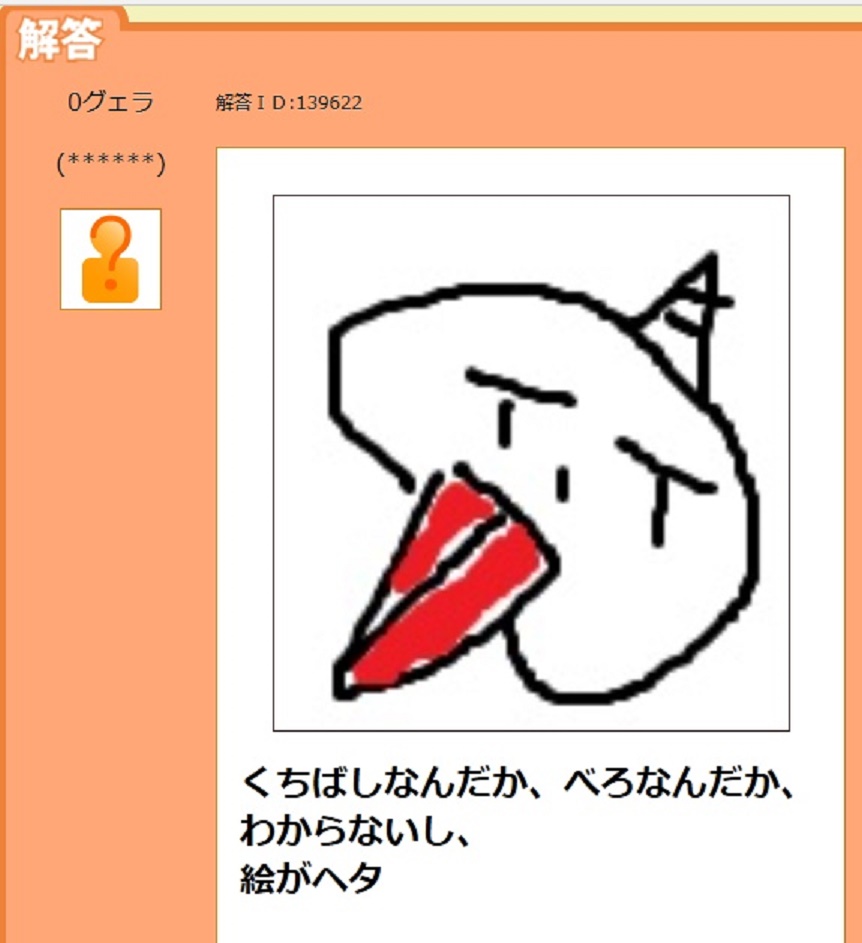 解答
0グェラ
解答ＩＤ:139622
(******)
くちばしなんだか、べろなんだか、
わからないし、
絵がヘタ